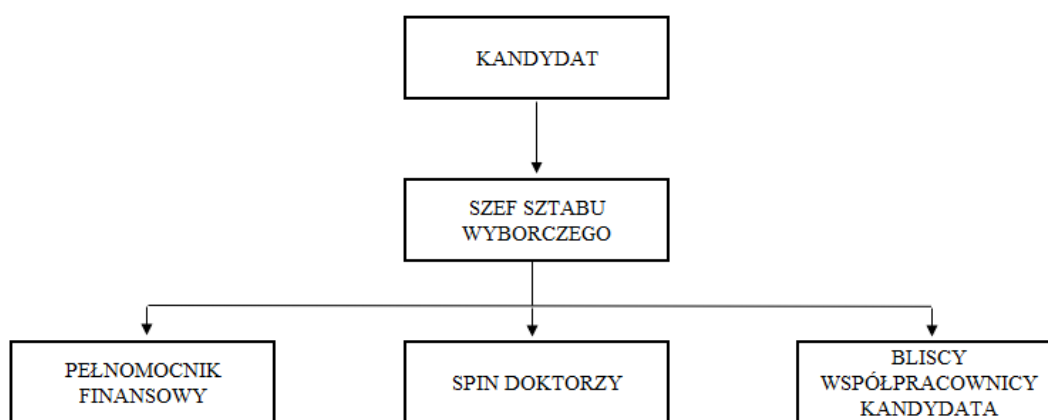 KANDYDAT
SZEF SZTABU
WYBORCZEGO
PEŁNOMOCNIK
FINANSOWY
SPIN DOKTORZY
BLISCY
WSPÓŁPRACOWNICY
KANDYDATA